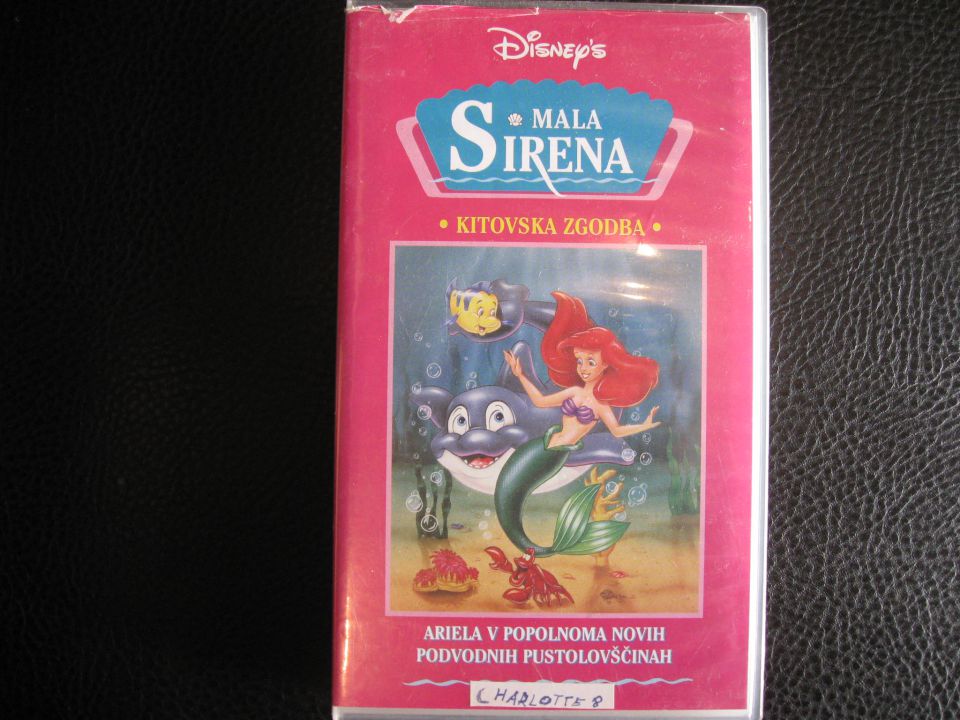 Disney's
MALA
SIRENA
• KITOVSKA ZGODBA •
ARIELA V POPOLNOMA NOVIH
PODVODNIH PUSTOLOVŠČINAH
CHARLOTTE 8